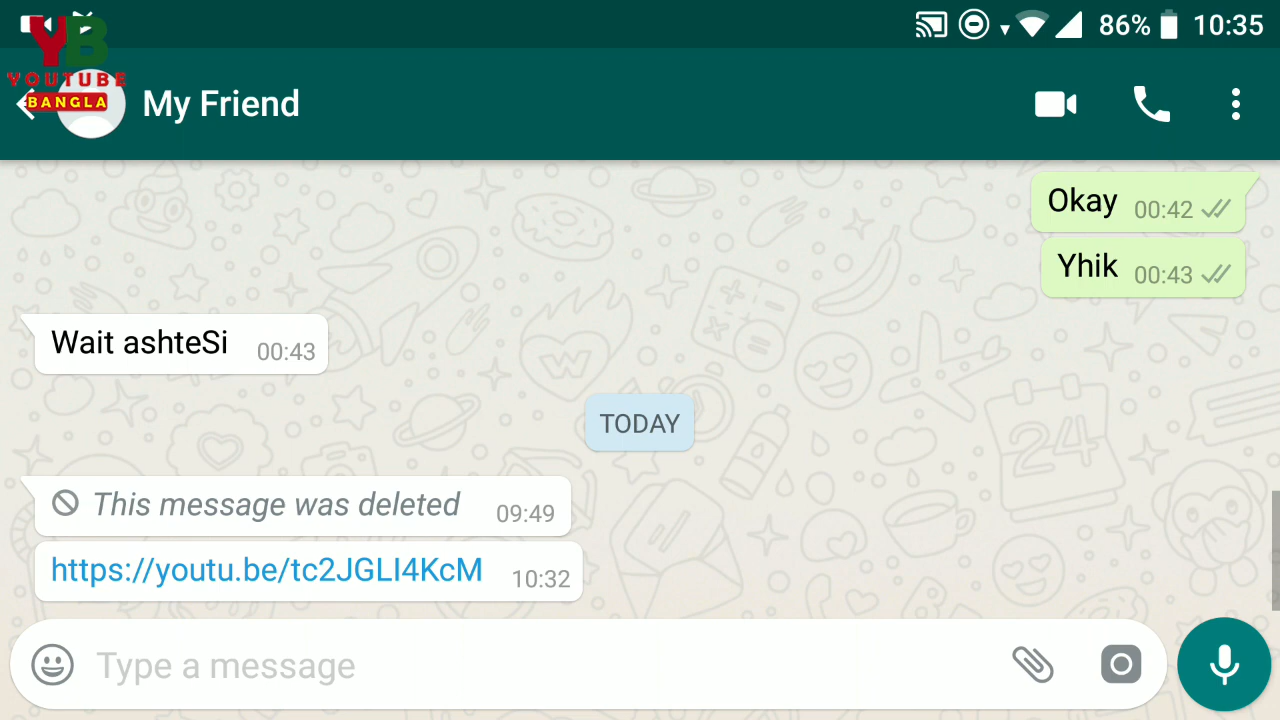 YB
YOUTUBE
BANGLA
86% 10:35
My Friend
Okay 00:42
Yhik 00:43
Wait ashteSi 00:43
TODAY
This message was deleted 09:49
https://youtu.be/tc2JGLI4KcM 10:32
Type a message
24